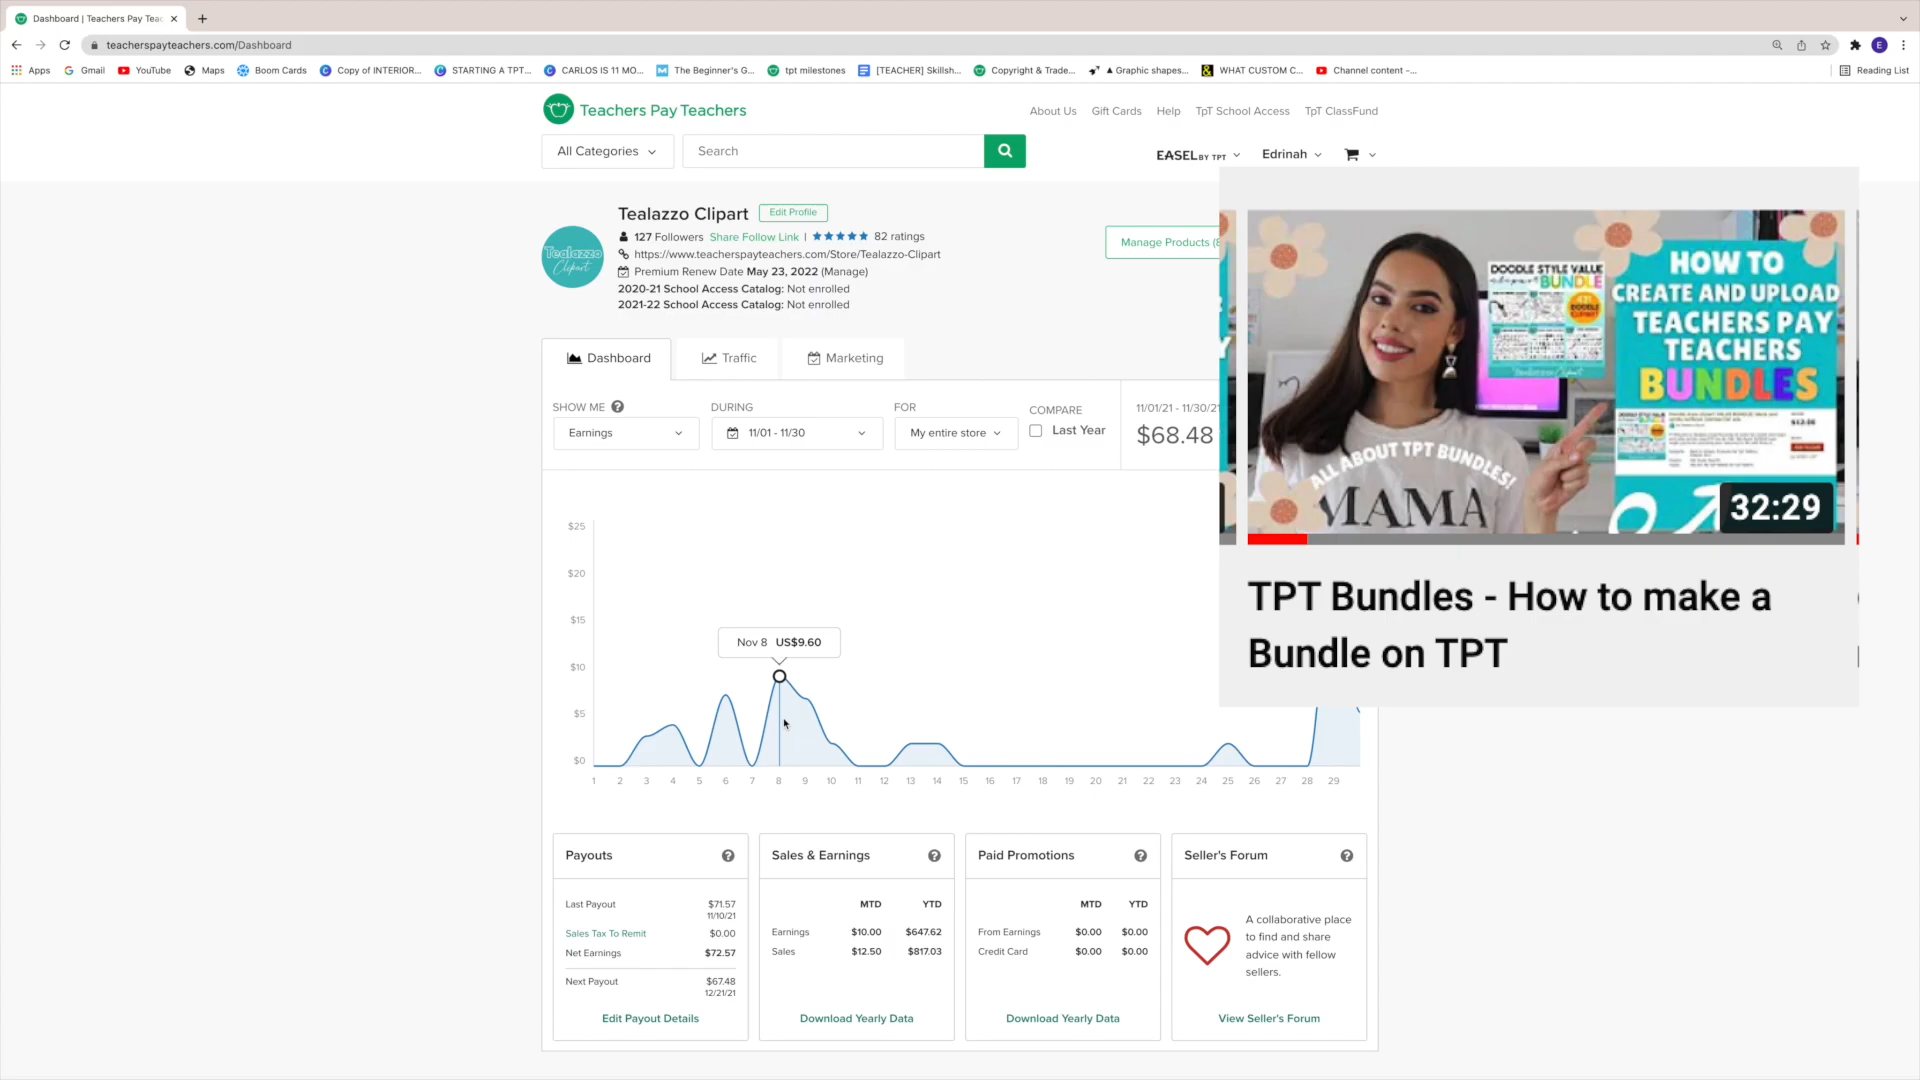 Dashboard | Teachers Pay Teac
teacherspayteachers.com/Dashboard
E
Apps
Gmail
YouTube
Maps
Boom Cards
Copy of INTERIOR...
STARTING A TPT...
CARLOS IS 11 MO...
The Beginner's G...
tpt milestones
[TEACHER] Skillsh...
Copyright & Trade...
▲ Graphic shapes...
WHAT CUSTOM C...
Channel content -...
Reading List
Teachers Pay Teachers
About Us
Gift Cards
Help
TpT School Access
TpT ClassFund
All Categories
Search
EASEL BY TPT
Edrinah
Tealazzo Clipart
Edit Profile
Tealazzo
Clipart
127 Followers Share Follow Link | 82 ratings
https://www.teacherspayteachers.com/Store/Tealazzo-Clipart
Premium Renew Date May 23, 2022 (Manage)
2020-21 School Access Catalog: Not enrolled
2021-22 School Access Catalog: Not enrolled
Manage Products (8
Dashboard
Traffic
Marketing
SHOW ME
Earnings
DURING
11/01 - 11/30
FOR
My entire store
COMPARE
Last Year
11/01/21 - 11/30/21
$68.48
$25
$20
$15
$10
$5
$0
Nov 8 US$9.60
1 2 3 4 5 6 7 8 9 10 11 12 13 14 15 16 17 18 19 20 21 22 23 24 25 26 27 28 29
DOODLE STYLE VALUE
clipart BUNDLE
HOW TO
CREATE AND UPLOAD
TEACHERS PAY
TEACHERS
BUNDLES
ALL ABOUT TPT BUNDLES!
MAMA
32:29
TPT Bundles - How to make a
Bundle on TPT
Payouts
Last Payout $71.57
11/10/21
Sales Tax To Remit $0.00
Net Earnings $72.57
Next Payout $67.48
12/21/21
Edit Payout Details
Sales & Earnings
MTD YTD
Earnings $10.00 $647.62
Sales $12.50 $817.03
Download Yearly Data
Paid Promotions
MTD YTD
From Earnings $0.00 $0.00
Credit Card $0.00 $0.00
Download Yearly Data
Seller's Forum
A collaborative place
to find and share
advice with fellow
sellers.
View Seller's Forum